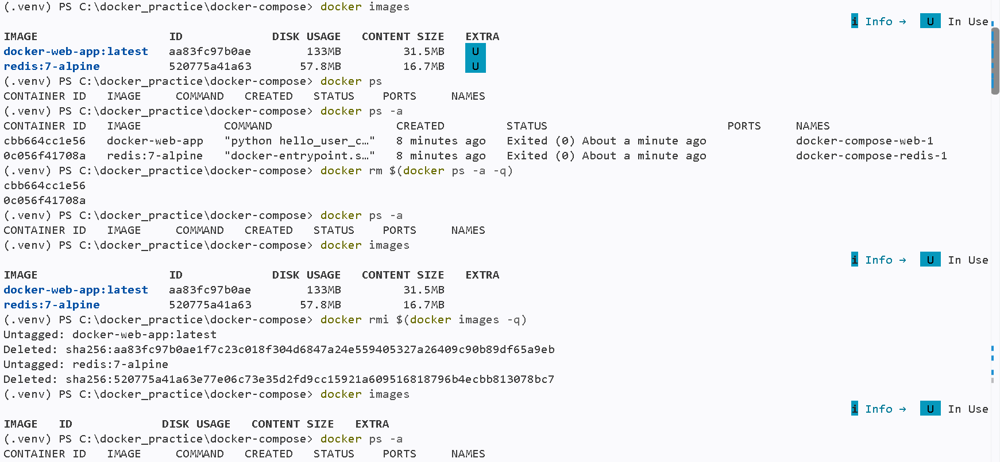 (.venv) PS C:\docker_practice\docker-compose> docker images
i Info → U In Use
IMAGE ID DISK USAGE CONTENT SIZE EXTRA
docker-web-app:latest aa83fc97b0ae 133MB 31.5MB U
redis:7-alpine 520775a41a63 57.8MB 16.7MB U
(.venv) PS C:\docker_practice\docker-compose> docker ps
CONTAINER ID IMAGE COMMAND CREATED STATUS PORTS NAMES
(.venv) PS C:\docker_practice\docker-compose> docker ps -a
CONTAINER ID IMAGE COMMAND CREATED STATUS PORTS NAMES
cbb664cc1e56 docker-web-app "python hello_user_c…" 8 minutes ago Exited (0) About a minute ago docker-compose-web-1
0c056f41708a redis:7-alpine "docker-entrypoint.s…" 8 minutes ago Exited (0) About a minute ago docker-compose-redis-1
(.venv) PS C:\docker_practice\docker-compose> docker rm $(docker ps -a -q)
cbb664cc1e56
0c056f41708a
(.venv) PS C:\docker_practice\docker-compose> docker ps -a
CONTAINER ID IMAGE COMMAND CREATED STATUS PORTS NAMES
(.venv) PS C:\docker_practice\docker-compose> docker images
i Info → U In Use
IMAGE ID DISK USAGE CONTENT SIZE EXTRA
docker-web-app:latest aa83fc97b0ae 133MB 31.5MB
redis:7-alpine 520775a41a63 57.8MB 16.7MB
(.venv) PS C:\docker_practice\docker-compose> docker rmi $(docker images -q)
Untagged: docker-web-app:latest
Deleted: sha256:aa83fc97b0ae1f7c23c018f304d6847a24e559405327a26409c90b89df65a9eb
Untagged: redis:7-alpine
Deleted: sha256:520775a41a63e77e06c73e35d2fd9cc15921a609516818796b4ecbb813078bc7
(.venv) PS C:\docker_practice\docker-compose> docker images
i Info → U In Use
IMAGE ID DISK USAGE CONTENT SIZE EXTRA
(.venv) PS C:\docker_practice\docker-compose> docker ps -a
CONTAINER ID IMAGE COMMAND CREATED STATUS PORTS NAMES